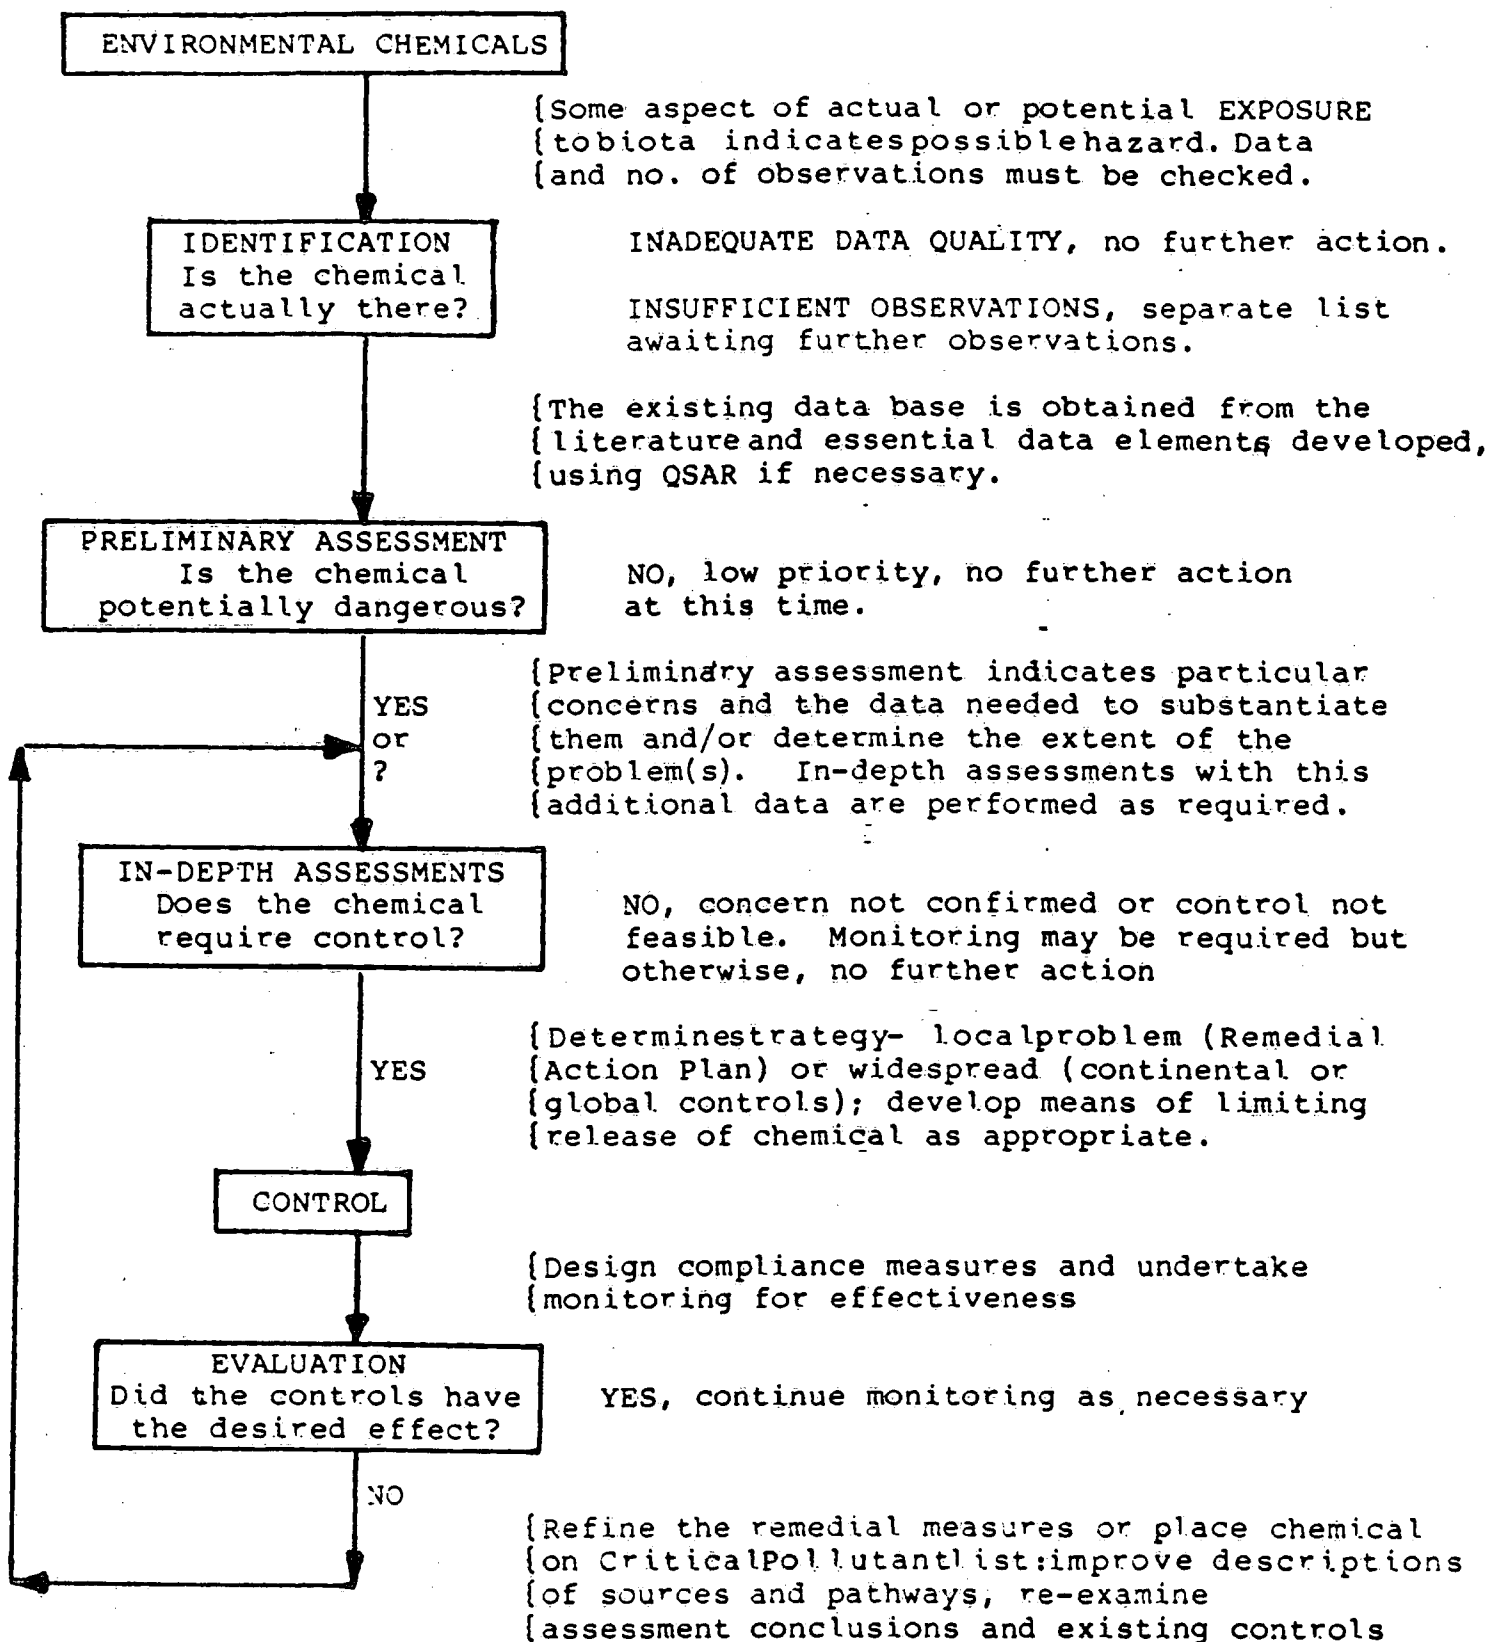 ENVIRONMENTAL CHEMICALS
{Some aspect of actual or potential EXPOSURE
{tobiota indicatespossiblehazard. Data
{and no. of observations must be checked.
IDENTIFICATION
Is the chemical
actually there?
INADEQUATE DATA QUALITY, no further action.
INSUFFICIENT OBSERVATIONS, separate list
awaiting further observations.
{The existing data base is obtained from the
{literature and essential data elements developed,
{using QSAR if necessary.
PRELIMINARY ASSESSMENT
Is the chemical
potentially dangerous?
NO, low priority, no further action
at this time.
YES
or
?
{Preliminary assessment indicates particular
{concerns and the data needed to substantiate
{them and/or determine the extent of the
{problem(s). In-depth assessments with this
{additional data are performed as required.
IN-DEPTH ASSESSMENTS
Does the chemical
require control?
NO, concern not confirmed or control not
feasible. Monitoring may be required but
otherwise, no further action
YES
{Determinestrategy- localproblem (Remedial
{Action Plan) or widespread (continental or
{global controls); develop means of limiting
{release of chemical as appropriate.
CONTROL
{Design compliance measures and undertake
{monitoring for effectiveness
EVALUATION
Did the controls have
the desired effect?
YES, continue monitoring as necessary
NO
{Refine the remedial measures or place chemical
{on CriticalPollutantlist:improve descriptions
{of sources and pathways, re-examine
{assessment conclusions and existing controls